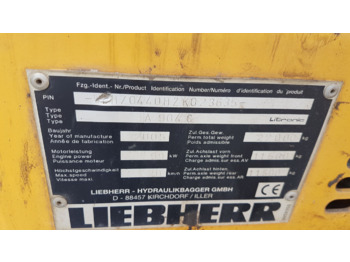 Fzg.-Ident.- Nr./Product Identification Number/Numéro d'identification du produit
P/N
Type
Type
Type
Litronic
Baujahr
Year of manufacture
Année de fabrication
Zul.Ges.Gew.
Perm total weight
Poids admissible
kg
Motorleistung
Engine power
Puissance moteur
kW
Zul.Achslast vorn
Perm.axle weight front
Charge admiss.sur ess.AV
kg
Höchstgeschwindigkeit
Max speed
Vitesse maxi.
km/h
Zul.Achslast hinten
Perm.axle weight rear
Charge admiss.sur ess.AR
kg
LIEBHERR - HYDRAULIKBAGGER GMBH
D - 88457 KIRCHDORF / ILLER
CE
LIEBHERR